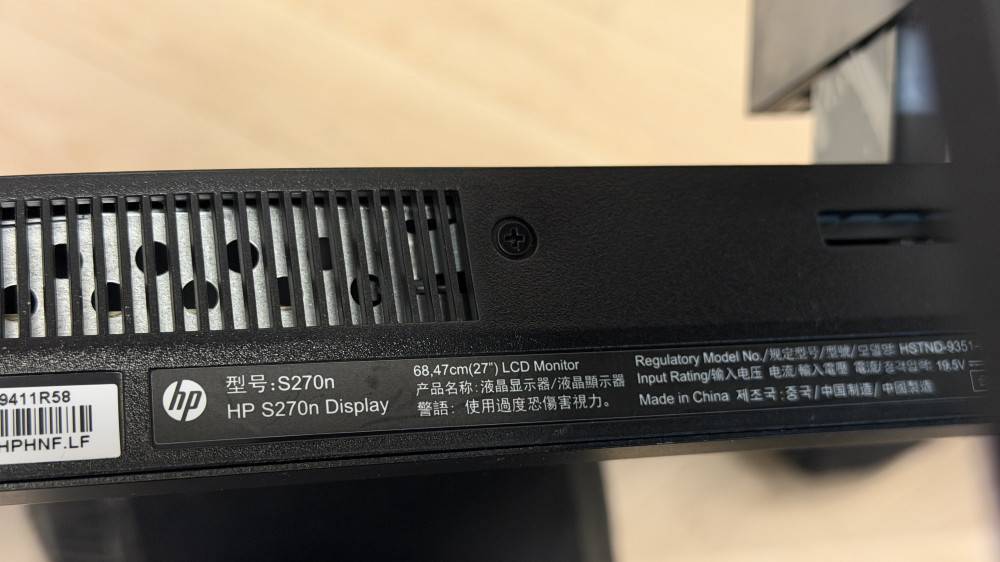 9411R58
HPHNF.LF
hp
型号:S270n
HP S270n Display
68,47cm(27") LCD Monitor
产品名称:液晶显示器/液晶顯示器
警語: 使用過度恐傷害視力。
Regulatory Model No./规定型号/型號/모델명: HSTND-9351-
Input Rating/输入电压 电流/輸入電壓 電流/정격입력: 19.5V
Made in China 제조국:중국/中国制造/中國製造